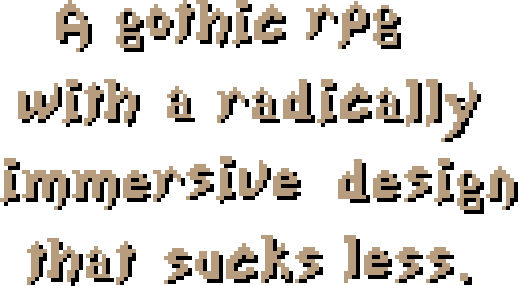 A gothic rpg
with a radically
immersive design
that sucks less.